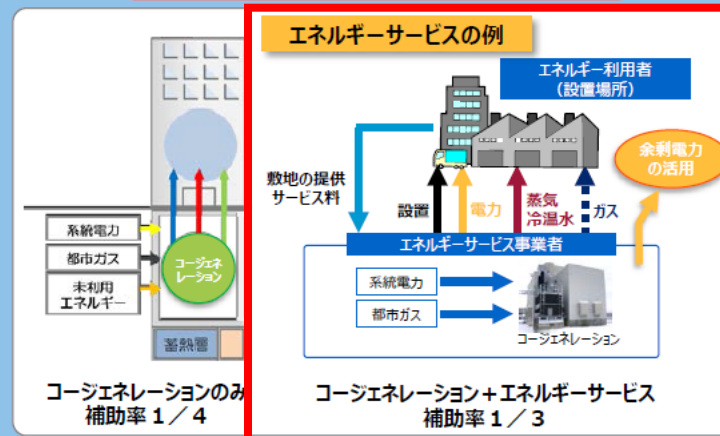 系統電力
都市ガス
未利用
エネルギー
コージェネ
レーション
蓄熱層
コージェネレーションのみ
補助率1／4
エネルギーサービスの例
エネルギー利用者
（設置場所）
余剰電力
の活用
敷地の提供
サービス料
設置
電力
蒸気
冷温水
ガス
エネルギーサービス事業者
系統電力
都市ガス
コージェネレーション
コージェネレーション＋エネルギーサービス
補助率1／3